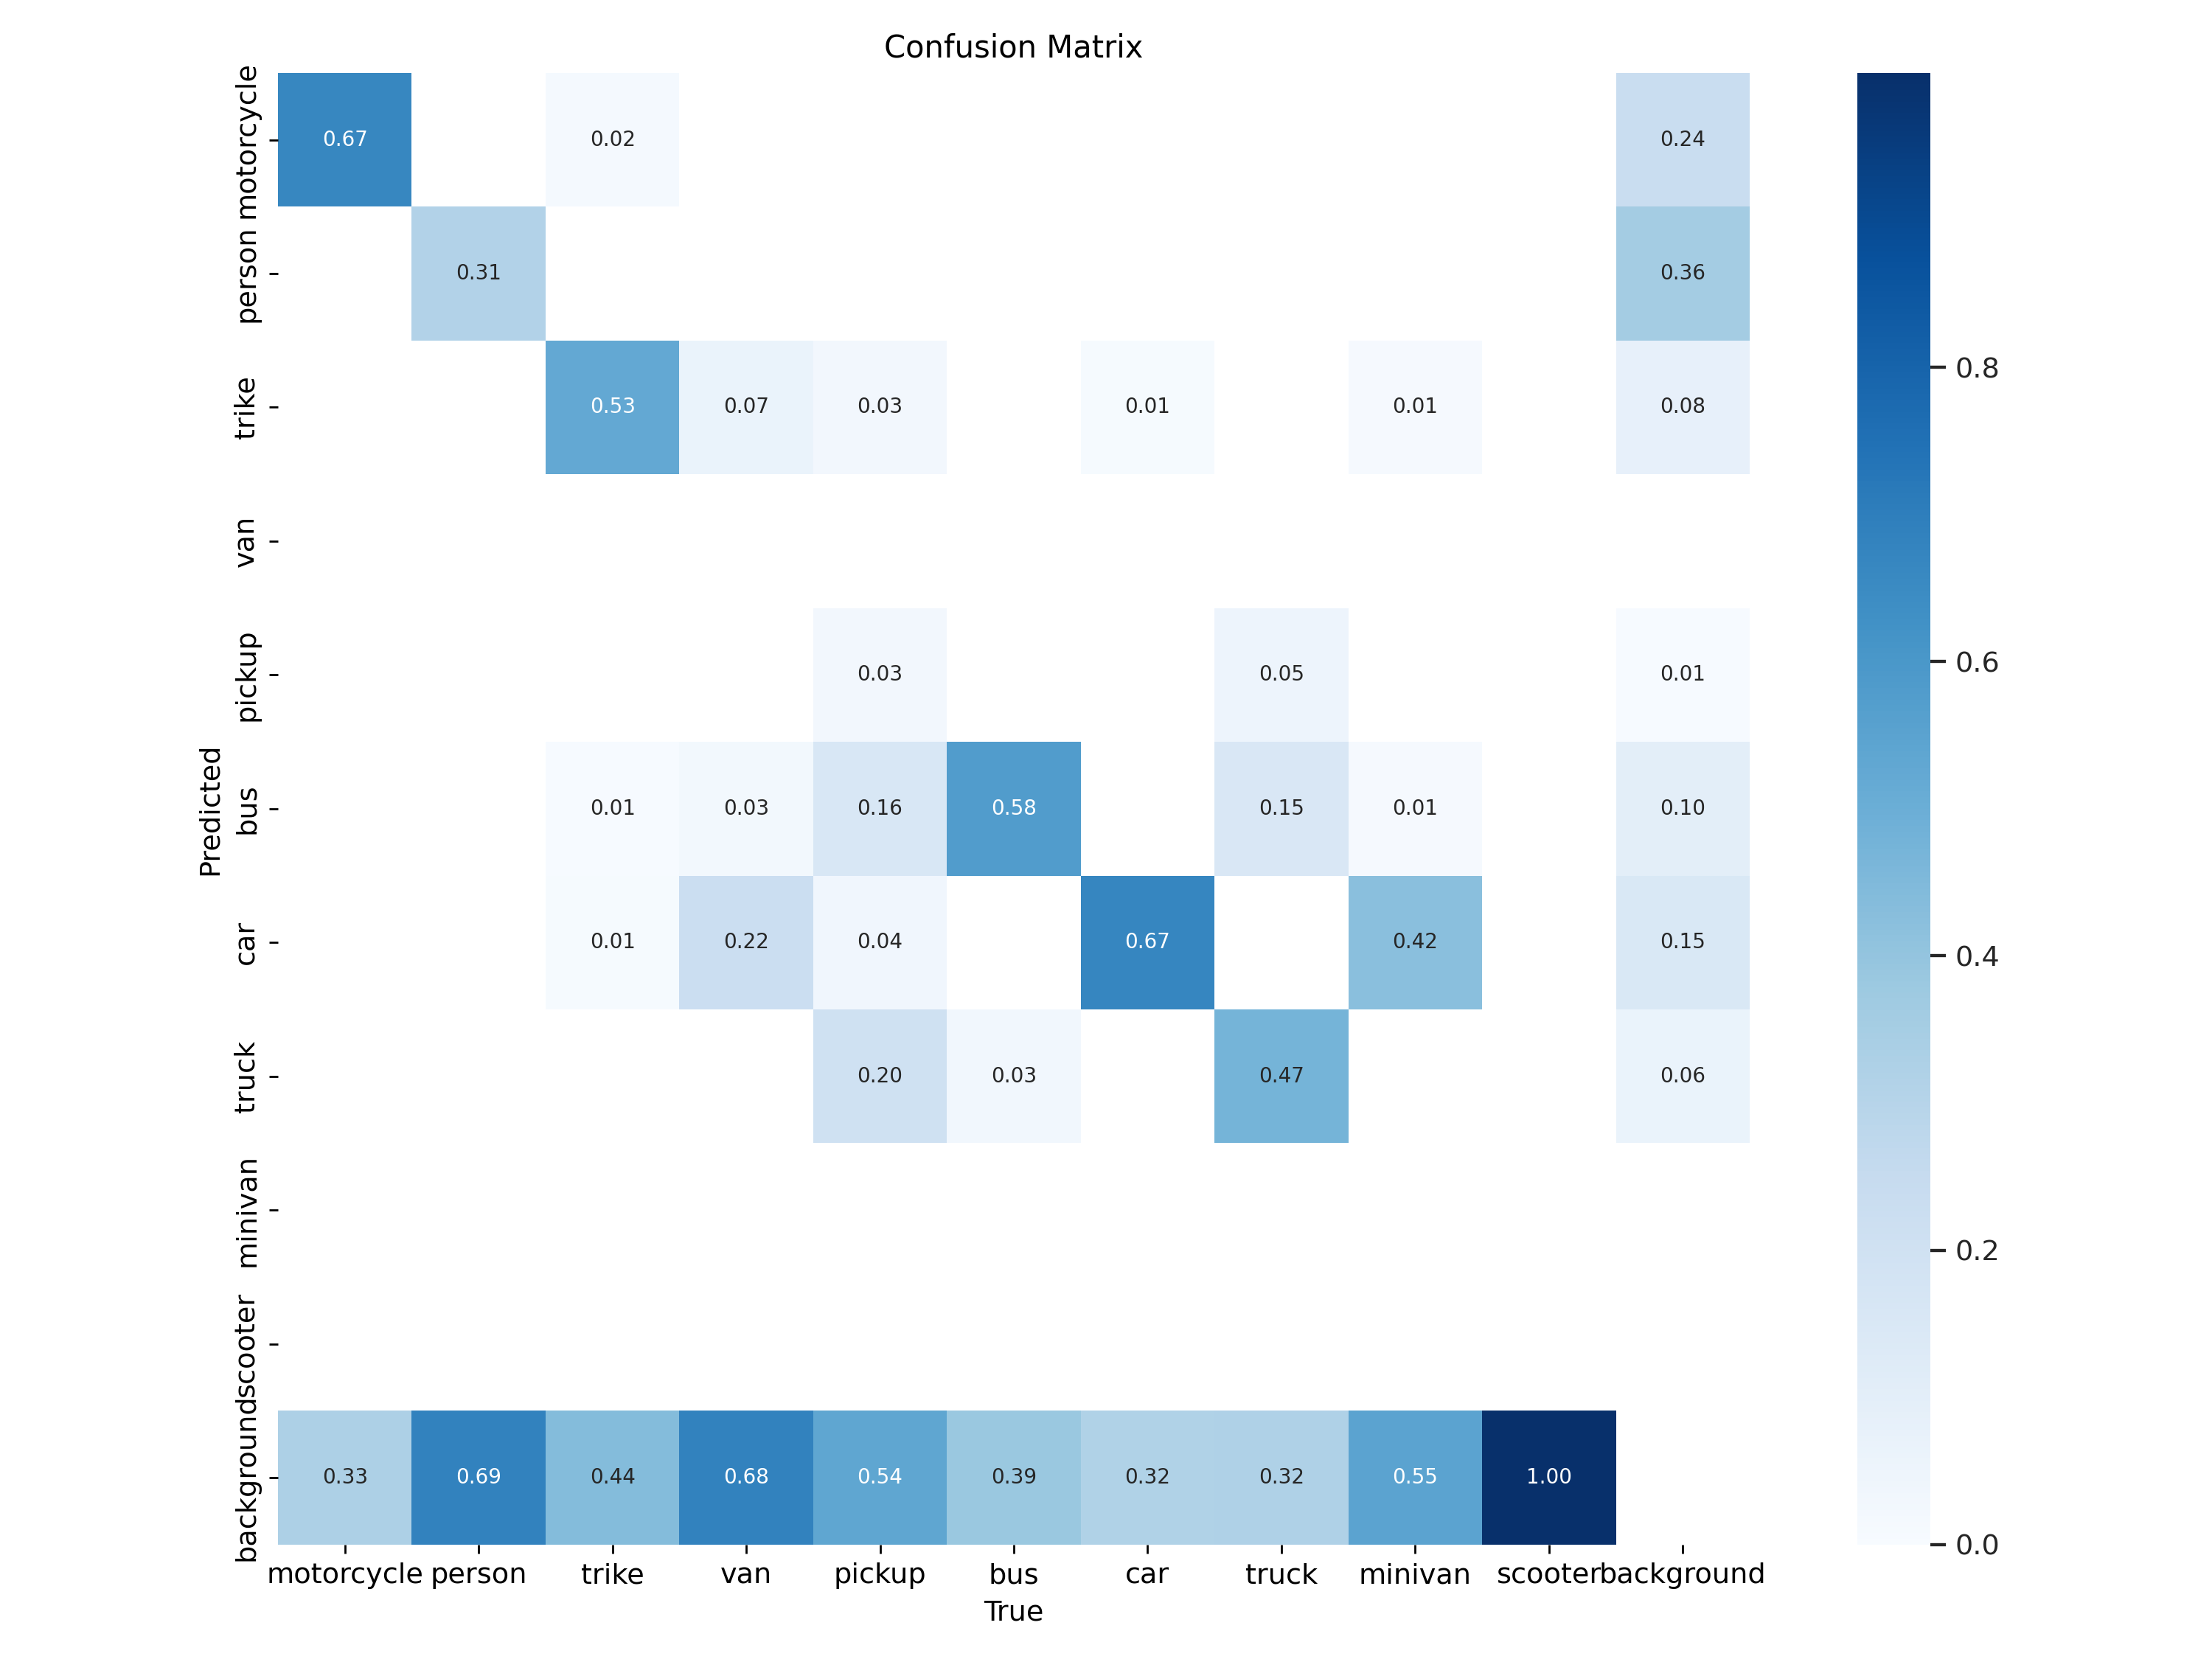 Confusion Matrix
motorcycle 0.67 0.02 0.24
person 0.31 0.36
trike 0.53 0.07 0.03 0.01 0.01 0.08
van
pickup 0.03 0.05 0.01
bus 0.01 0.03 0.16 0.58 0.15 0.01 0.10
car 0.01 0.22 0.04 0.67 0.42 0.15
truck 0.20 0.03 0.47 0.06
minivan
scooter
background 0.33 0.69 0.44 0.68 0.54 0.39 0.32 0.32 0.55 1.00
motorcycle person trike van pickup bus car truck minivan scooter background
True
Predicted
0.8
0.6
0.4
0.2
0.0